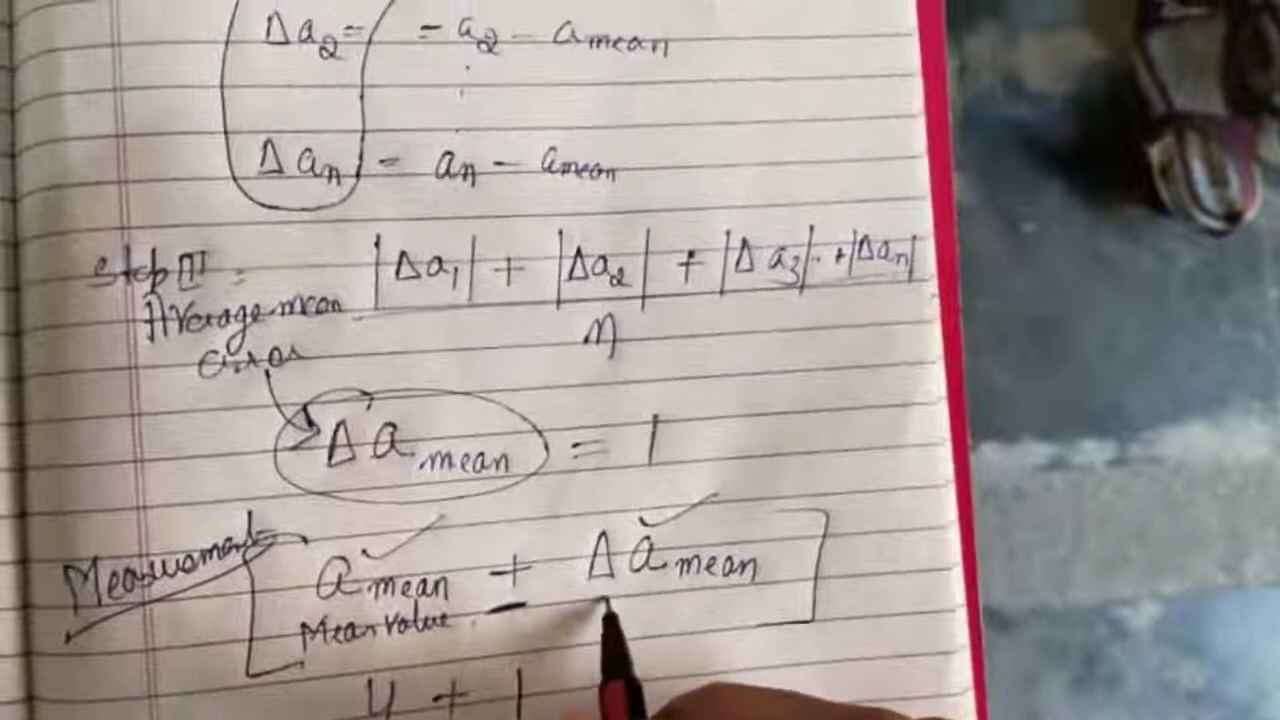 Δa₂ = = a₂ - amean
Δan = an - amean
Step III :
|Δa₁| + |Δa₂| + |Δa₃| .. + |Δan|
Average mean
n
error
Δa mean = 1
Measurement
a mean ± Δa mean
Mean value
4 + 1